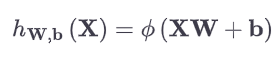 h_{W,b} (X) = ϕ (XW + b)